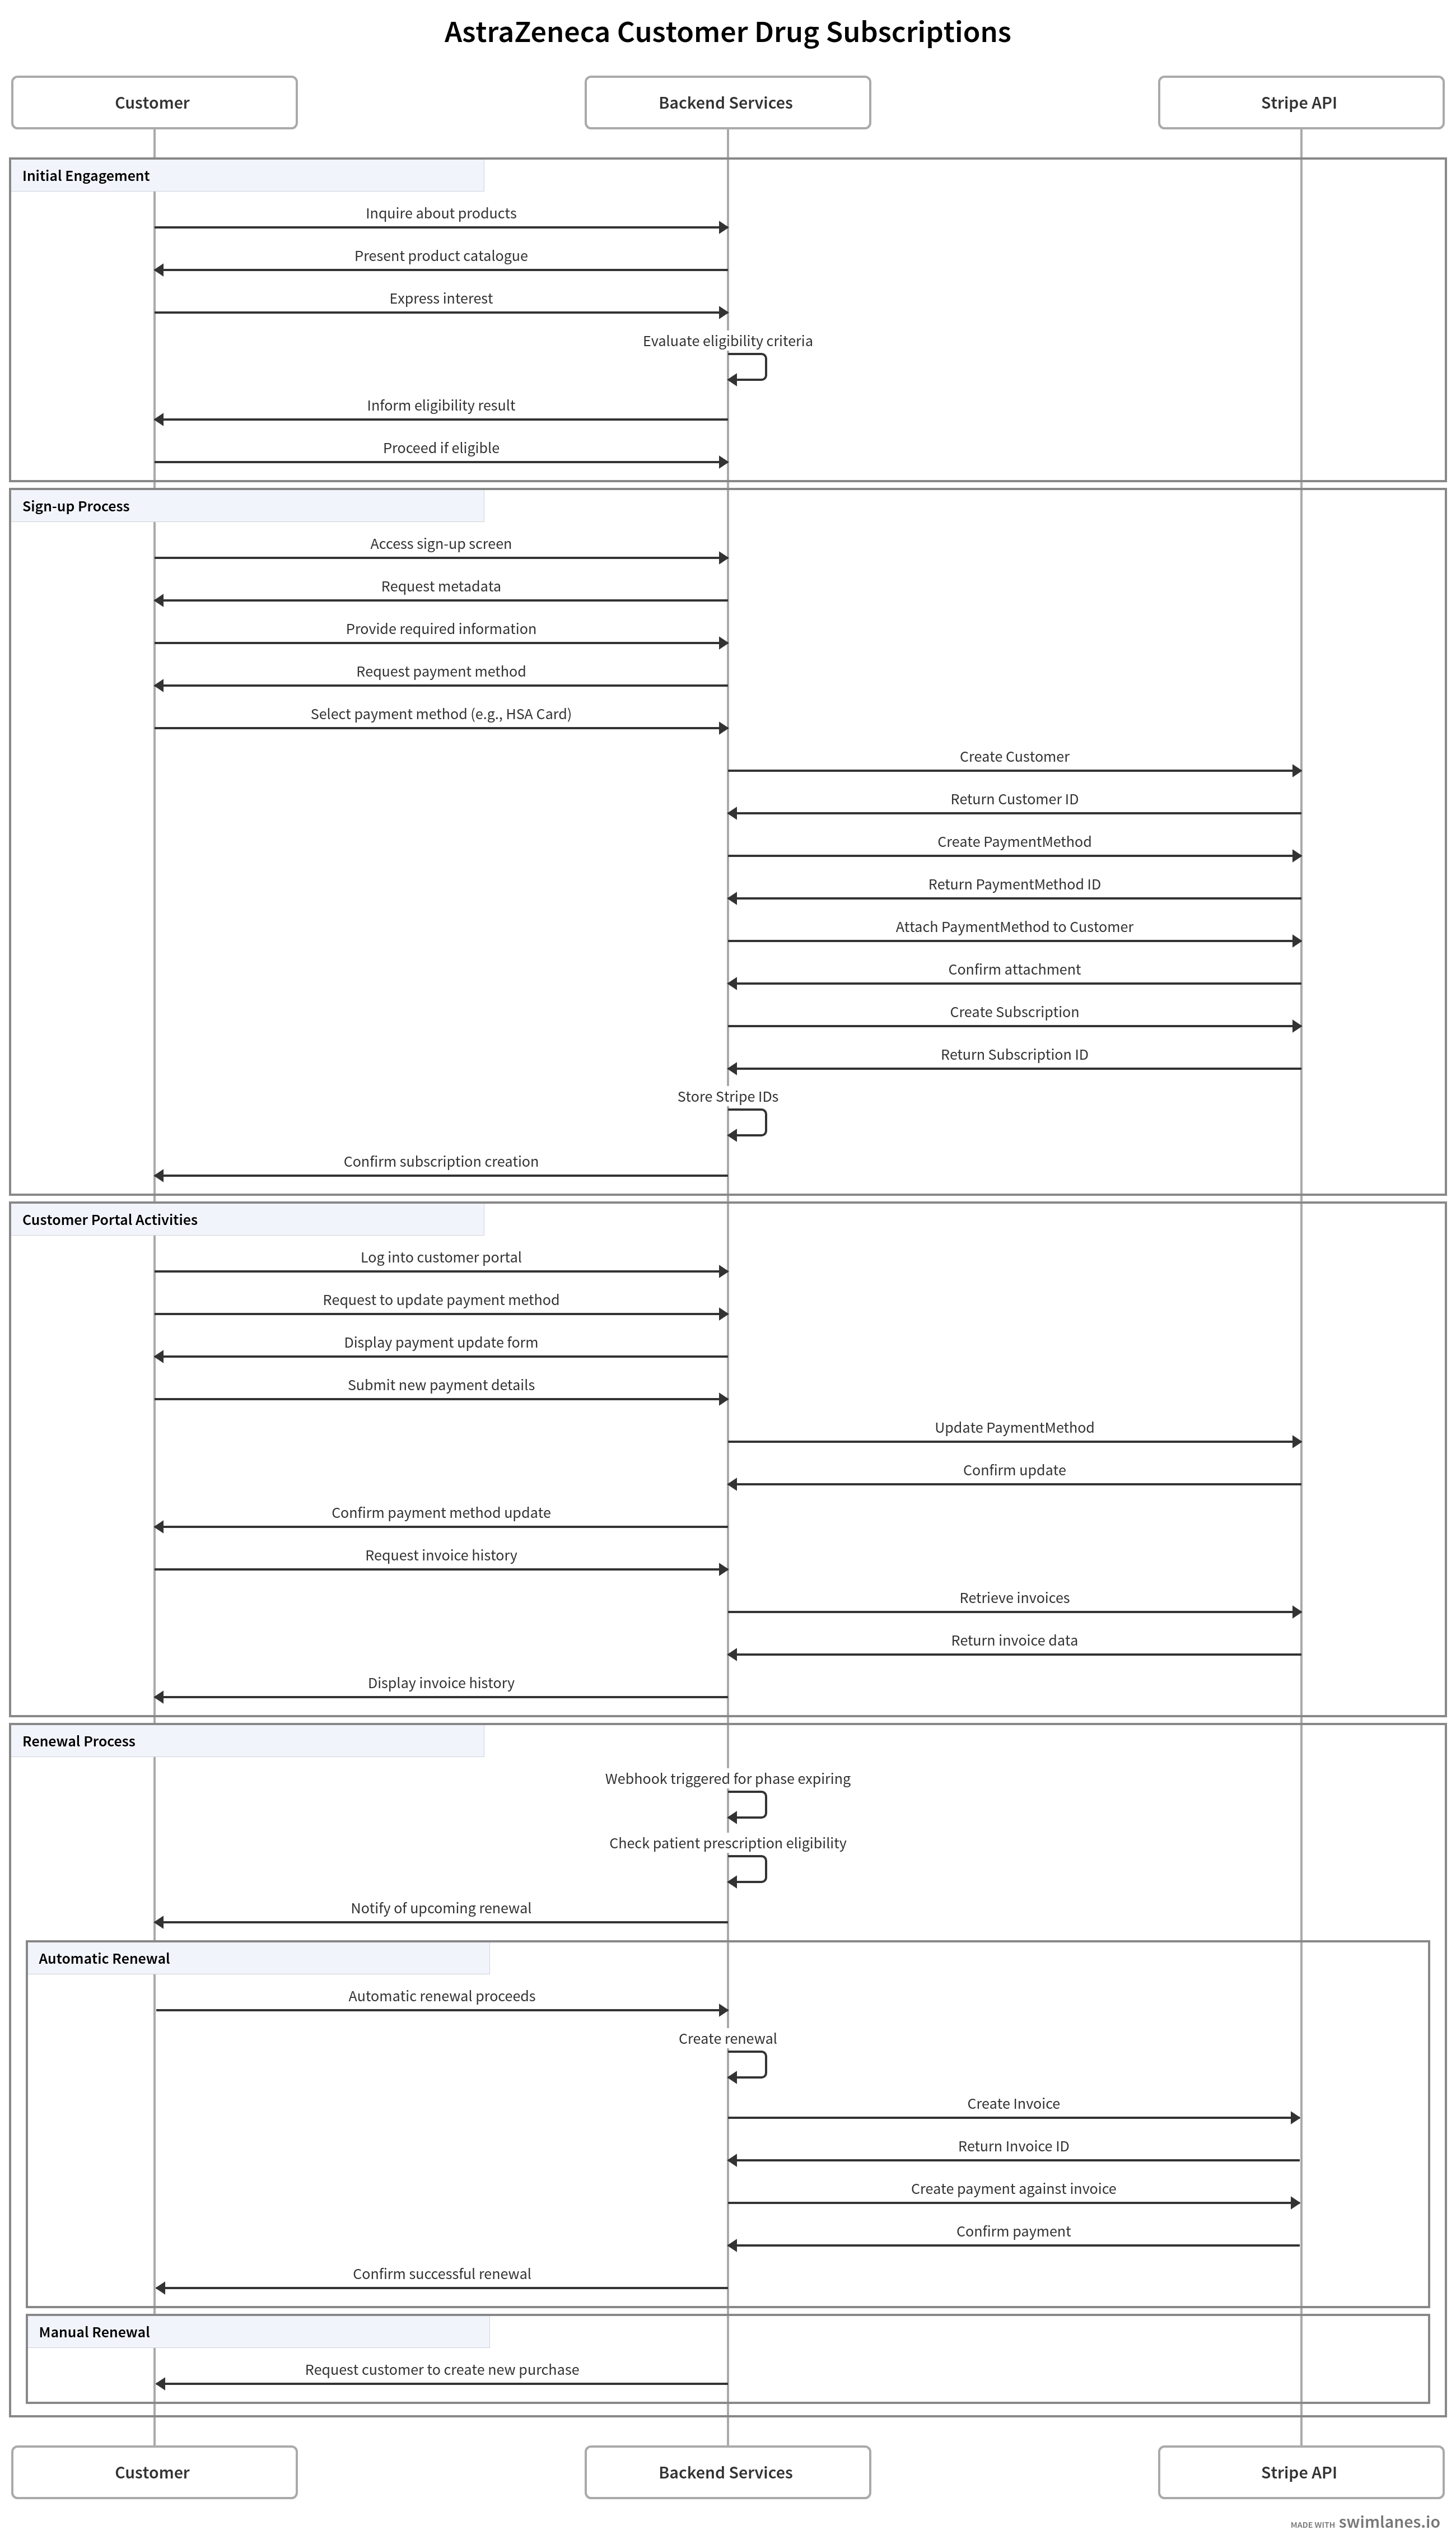 AstraZeneca Customer Drug Subscriptions
Customer
Backend Services
Stripe API
Initial Engagement
Inquire about products
Present product catalogue
Express interest
Evaluate eligibility criteria
Inform eligibility result
Proceed if eligible
Sign-up Process
Access sign-up screen
Request metadata
Provide required information
Request payment method
Select payment method (e.g., HSA Card)
Create Customer
Return Customer ID
Create PaymentMethod
Return PaymentMethod ID
Attach PaymentMethod to Customer
Confirm attachment
Create Subscription
Return Subscription ID
Store Stripe IDs
Confirm subscription creation
Customer Portal Activities
Log into customer portal
Request to update payment method
Display payment update form
Submit new payment details
Update PaymentMethod
Confirm update
Confirm payment method update
Request invoice history
Retrieve invoices
Return invoice data
Display invoice history
Renewal Process
Webhook triggered for phase expiring
Check patient prescription eligibility
Notify of upcoming renewal
Automatic Renewal
Automatic renewal proceeds
Create renewal
Create Invoice
Return Invoice ID
Create payment against invoice
Confirm payment
Confirm successful renewal
Manual Renewal
Request customer to create new purchase
Customer
Backend Services
Stripe API
MADE WITH swimlanes.io